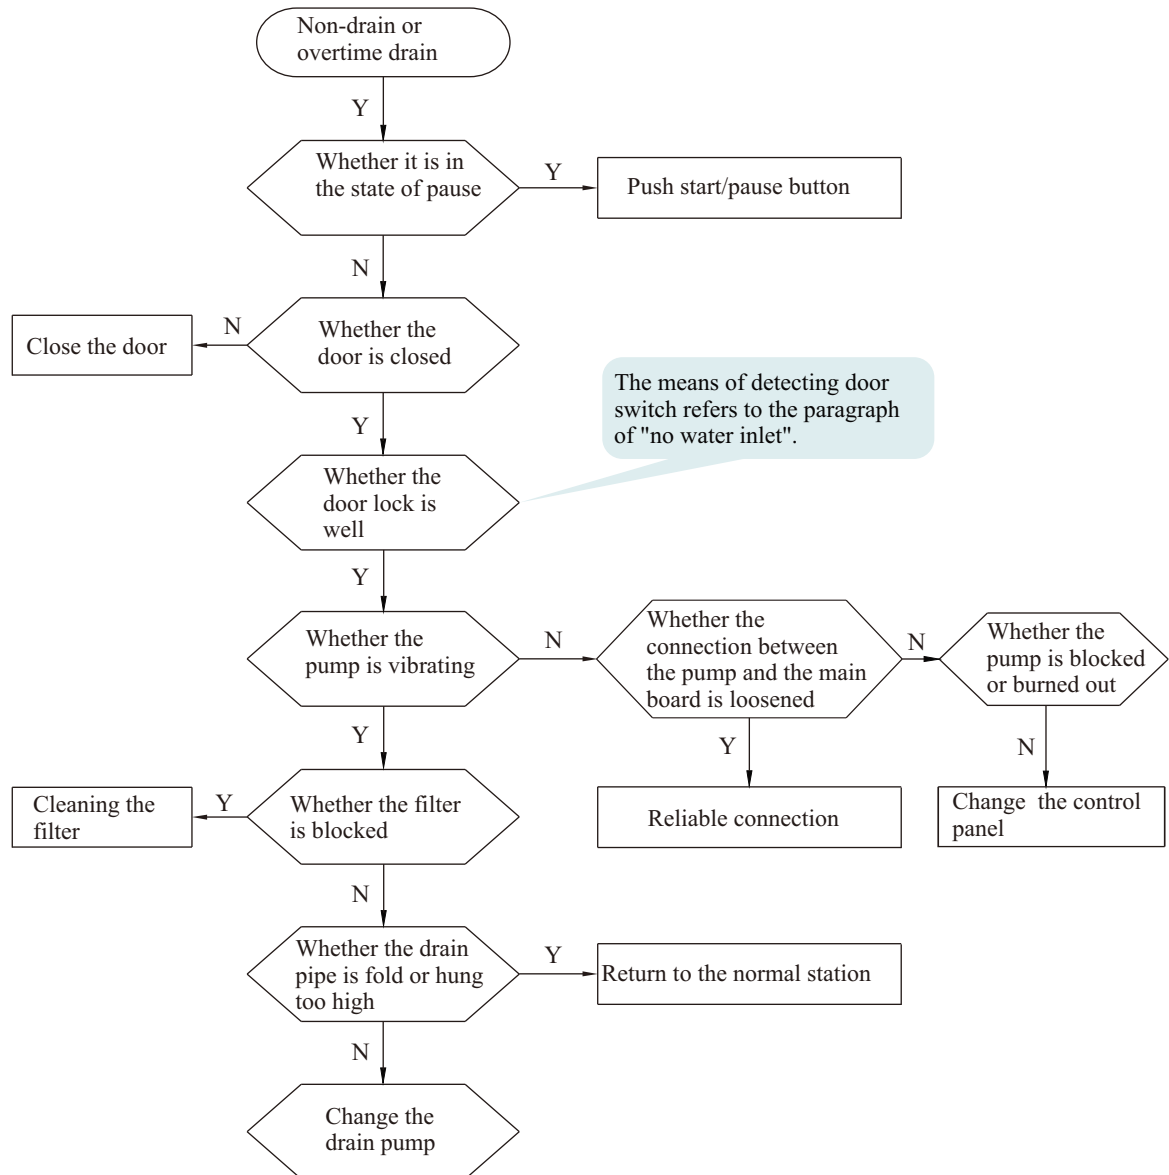 Non-drain or
overtime drain
Y
Whether it is in
the state of pause
Y
Push start/pause button
N
Whether the
door is closed
N
Close the door
Y
The means of detecting door
switch refers to the paragraph
of "no water inlet".
Whether the
door lock is
well
Y
Whether the
pump is vibrating
N
Whether the
connection between
the pump and the main
board is loosened
N
Whether the
pump is blocked
or burned out
Y
Y
N
Cleaning the
filter
Y
Whether the filter
is blocked
Reliable connection
Change the control
panel
N
Whether the drain
pipe is fold or hung
too high
Y
Return to the normal station
N
Change the
drain pump